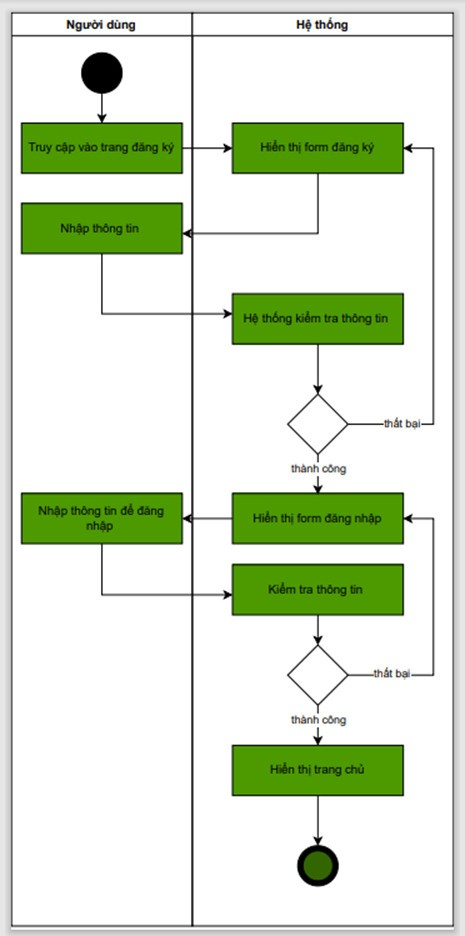 Người dùng
Hệ thống
Truy cập vào trang đăng ký
Hiển thị form đăng ký
Nhập thông tin
Hệ thống kiểm tra thông tin
thất bại
thành công
Nhập thông tin để đăng
nhập
Hiển thị form đăng nhập
Kiểm tra thông tin
thất bại
thành công
Hiển thị trang chủ